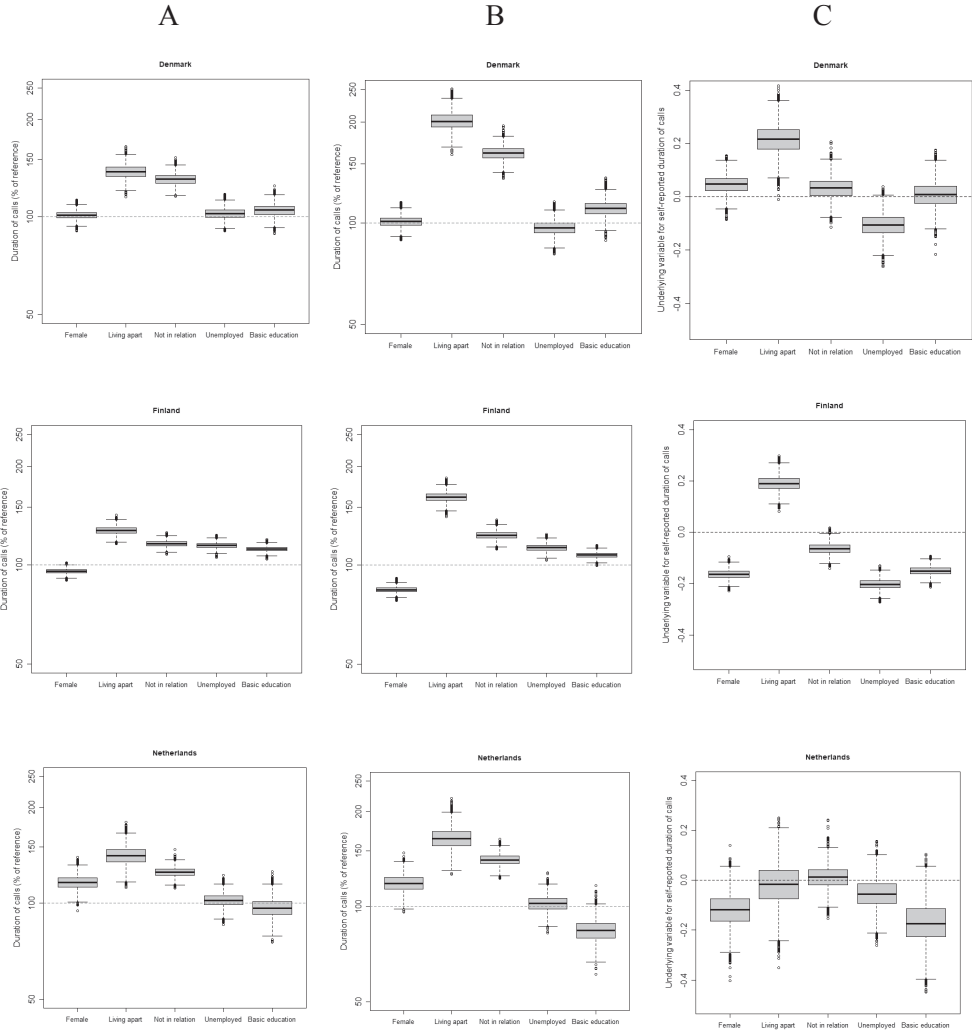 A B C
Denmark Denmark Denmark
Duration of calls (% of reference)
250
200
150
100
50
Female Living apart Not in relation Unemployed Basic education
Duration of calls (% of reference)
250
200
150
100
50
Female Living apart Not in relation Unemployed Basic education
Underlying variable for self-reported duration of calls
0.4
0.2
0.0
-0.2
-0.4
Female Living apart Not in relation Unemployed Basic education
Finland Finland Finland
Duration of calls (% of reference)
250
200
150
100
50
Female Living apart Not in relation Unemployed Basic education
Duration of calls (% of reference)
250
200
150
100
50
Female Living apart Not in relation Unemployed Basic education
Underlying variable for self-reported duration of calls
0.4
0.2
0.0
-0.2
-0.4
Female Living apart Not in relation Unemployed Basic education
Netherlands Netherlands Netherlands
Duration of calls (% of reference)
250
200
150
100
50
Female Living apart Not in relation Unemployed Basic education
Duration of calls (% of reference)
250
200
150
100
50
Female Living apart Not in relation Unemployed Basic education
Underlying variable for self-reported duration of calls
0.4
0.2
0.0
-0.2
-0.4
Female Living apart Not in relation Unemployed Basic education